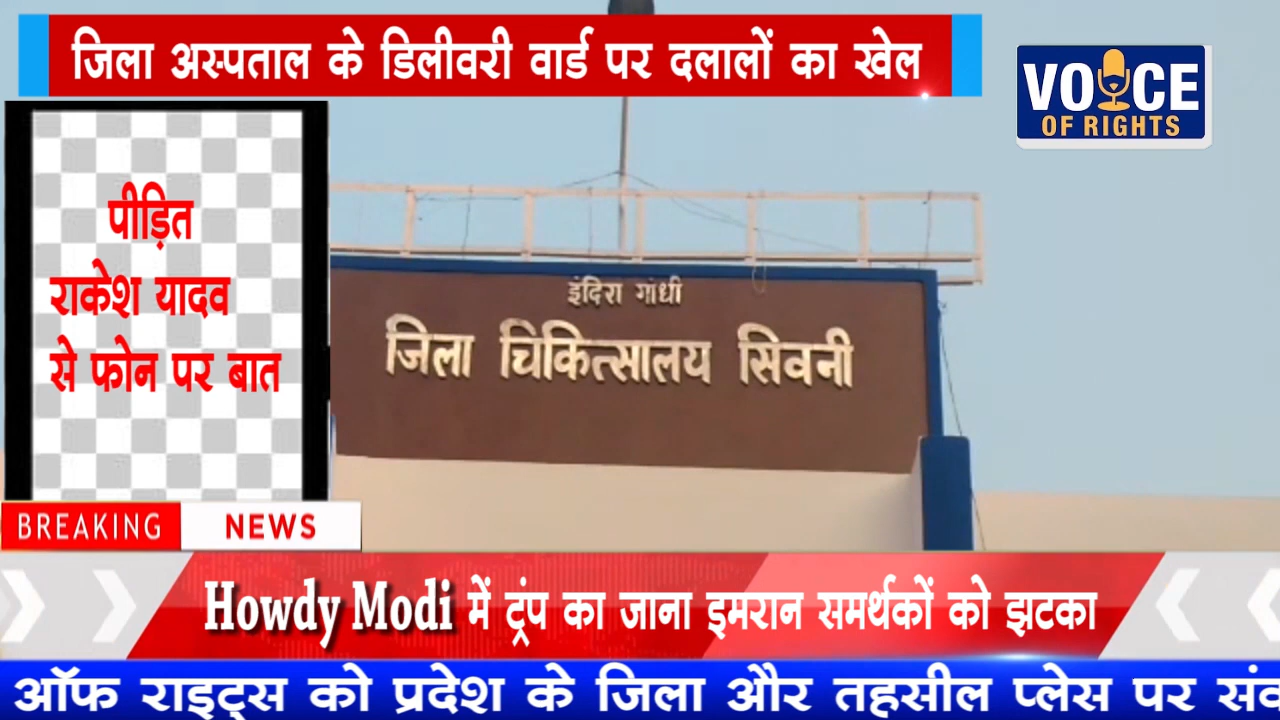 जिला अस्पताल के डिलीवरी वार्ड पर दलालों का खेल
VOICE
OF RIGHTS
पीड़ित
राकेश यादव
से फोन पर बात
इंदिरा गांधी
जिला चिकित्सालय सिवनी
BREAKING NEWS
Howdy Modi में ट्रंप का जाना इमरान समर्थकों को झटका
ऑफ राइट्स को प्रदेश के जिला और तहसील प्लेस पर